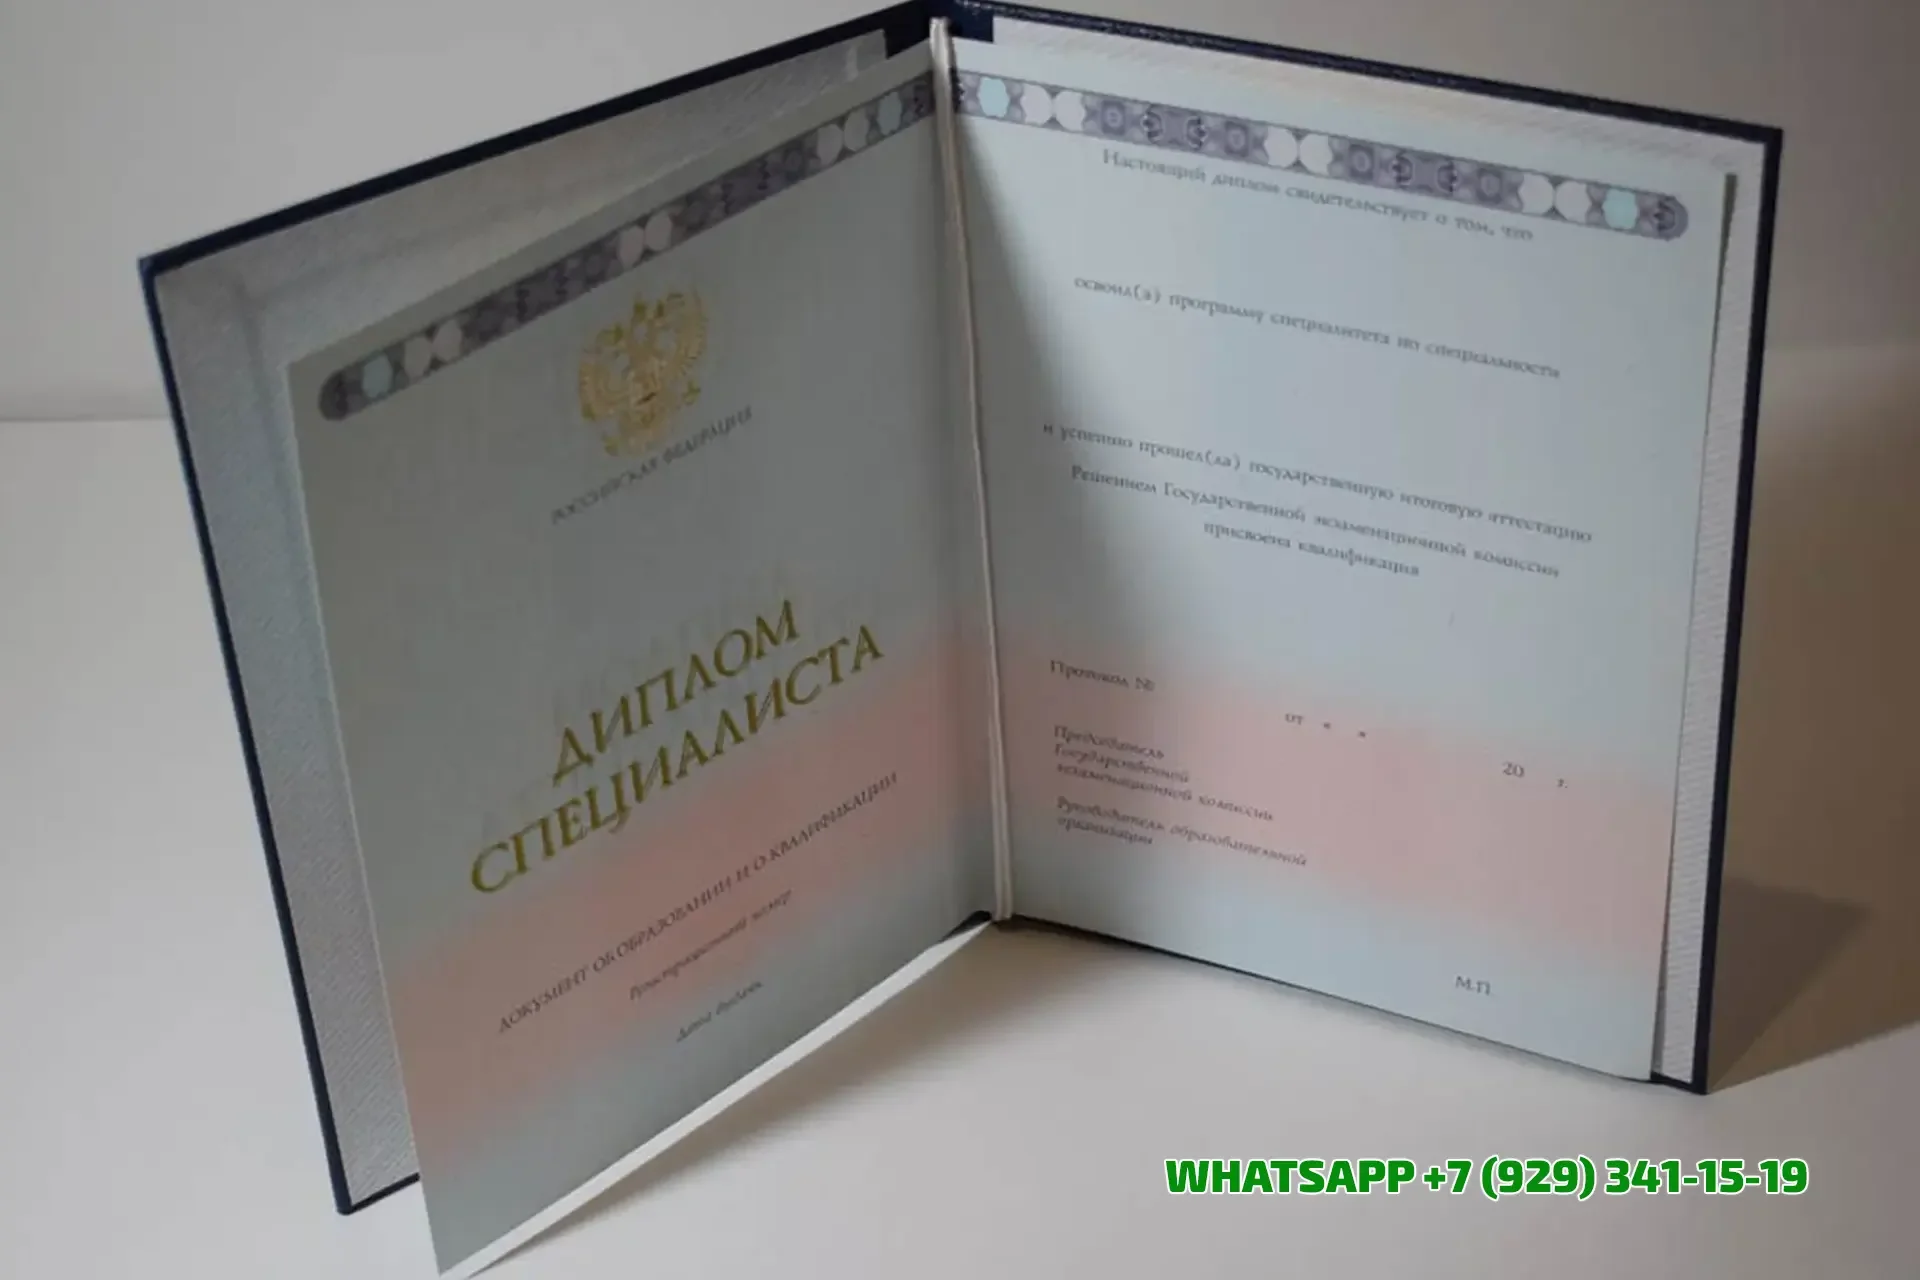 РОССИЙСКАЯ ФЕДЕРАЦИЯ
ДИПЛОМ
СПЕЦИАЛИСТА
ДОКУМЕНТ ОБ ОБРАЗОВАНИИ И О КВАЛИФИКАЦИИ
Регистрационный номер
Дата выдачи
Настоящий диплом свидетельствует о том, что
освоил(а) программу специалитета по специальности
и успешно прошел(ла) государственную итоговую аттестацию
Решением Государственной экзаменационной комиссии
присвоена квалификация
Протокол №
от « »
20 г.
Председатель
Государственной
экзаменационной комиссии
Руководитель образовательной
организации
М.П.
WHATSAPP +7 (929) 341-15-19